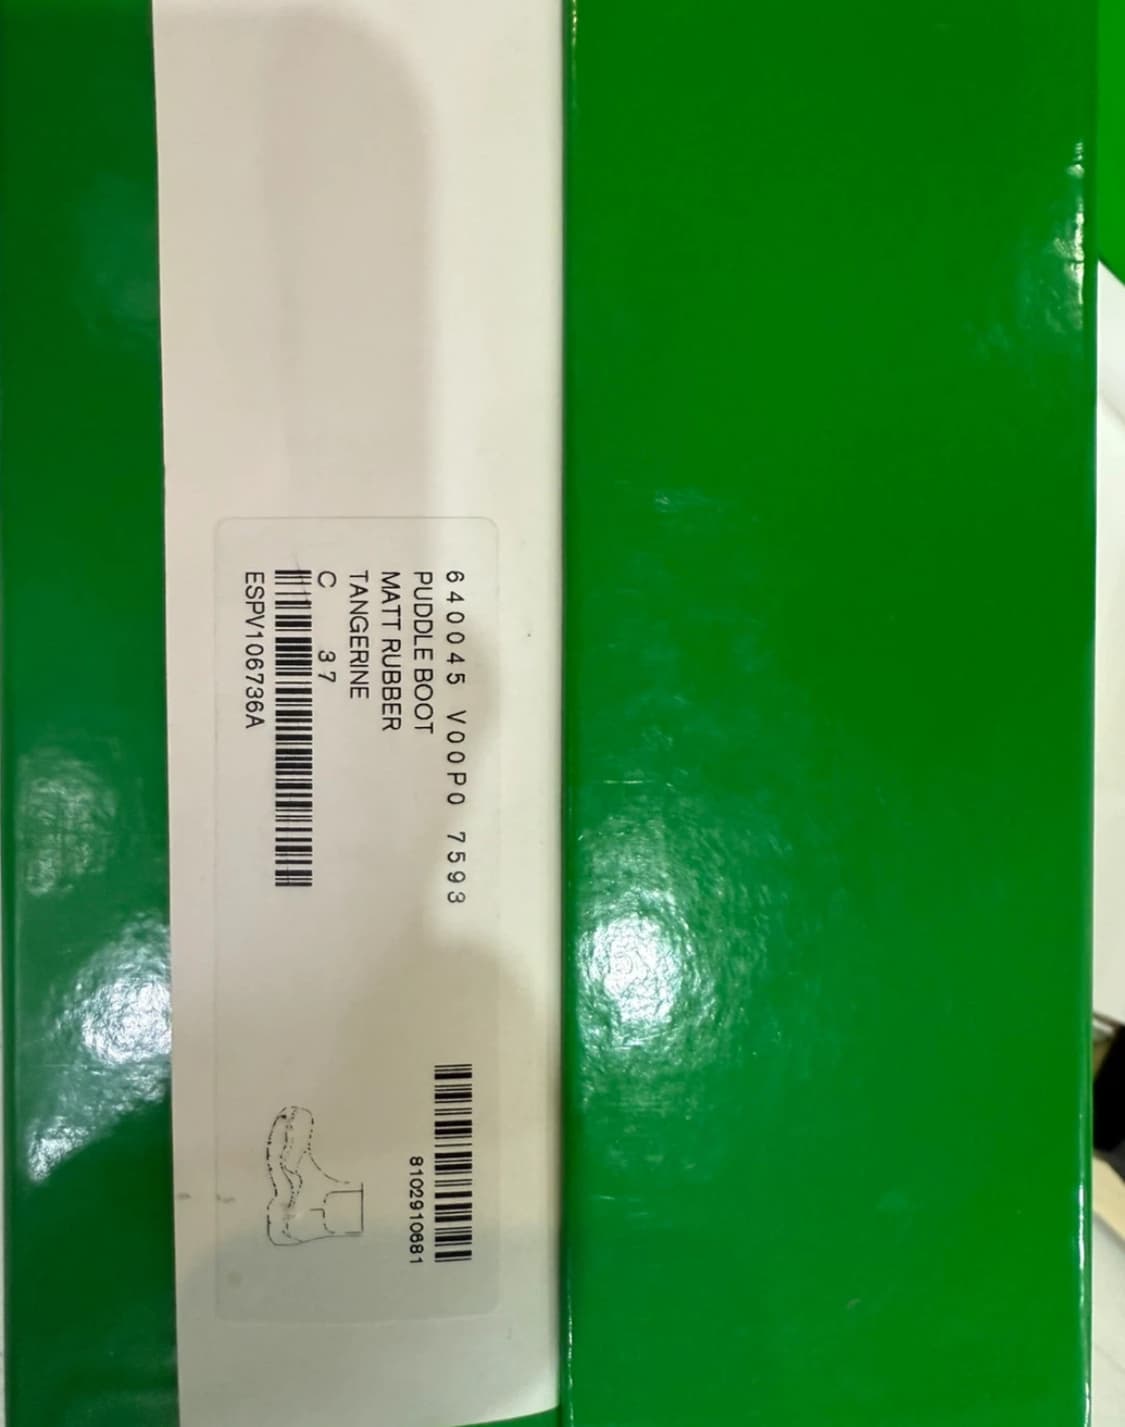 640045 V00P0 7593
PUDDLE BOOT
MATT RUBBER
TANGERINE
C 37
ESPV106736A
8102910681